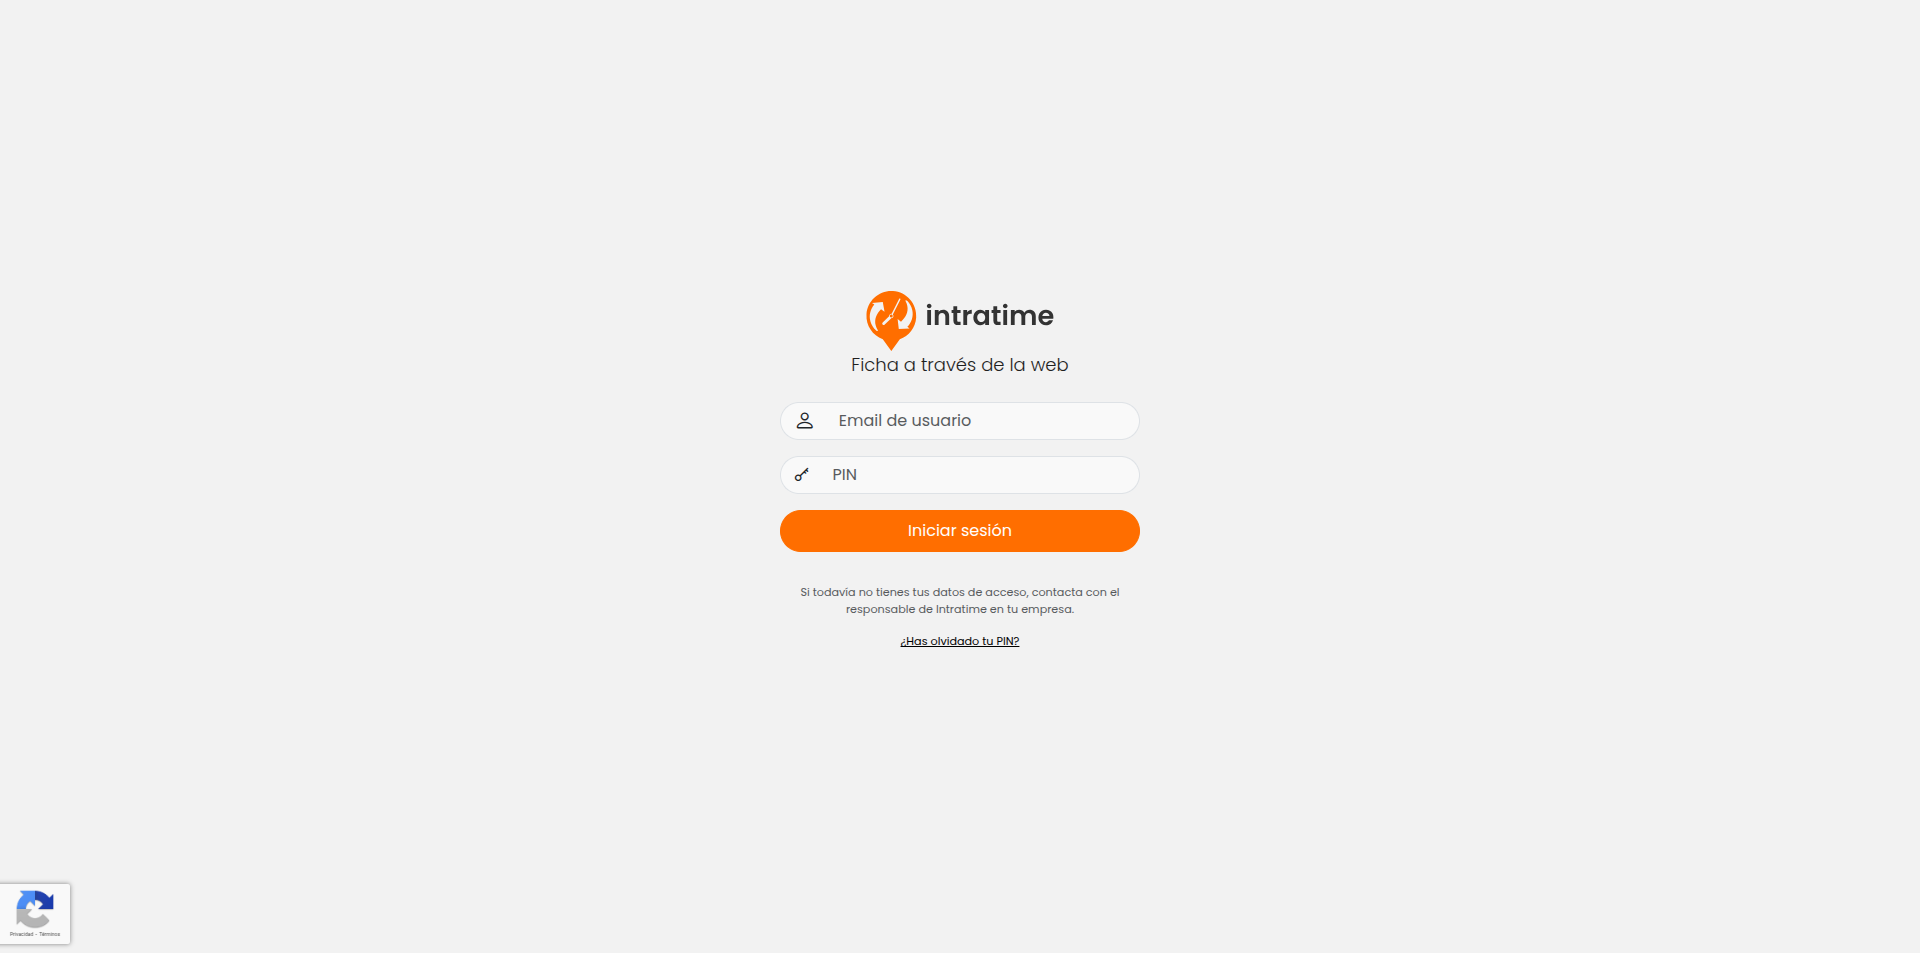 intratime
Ficha a través de la web
Email de usuario
PIN
Iniciar sesión
Si todavía no tienes tus datos de acceso, contacta con el
responsable de Intratime en tu empresa.
¿Has olvidado tu PIN?
Privacidad - Términos